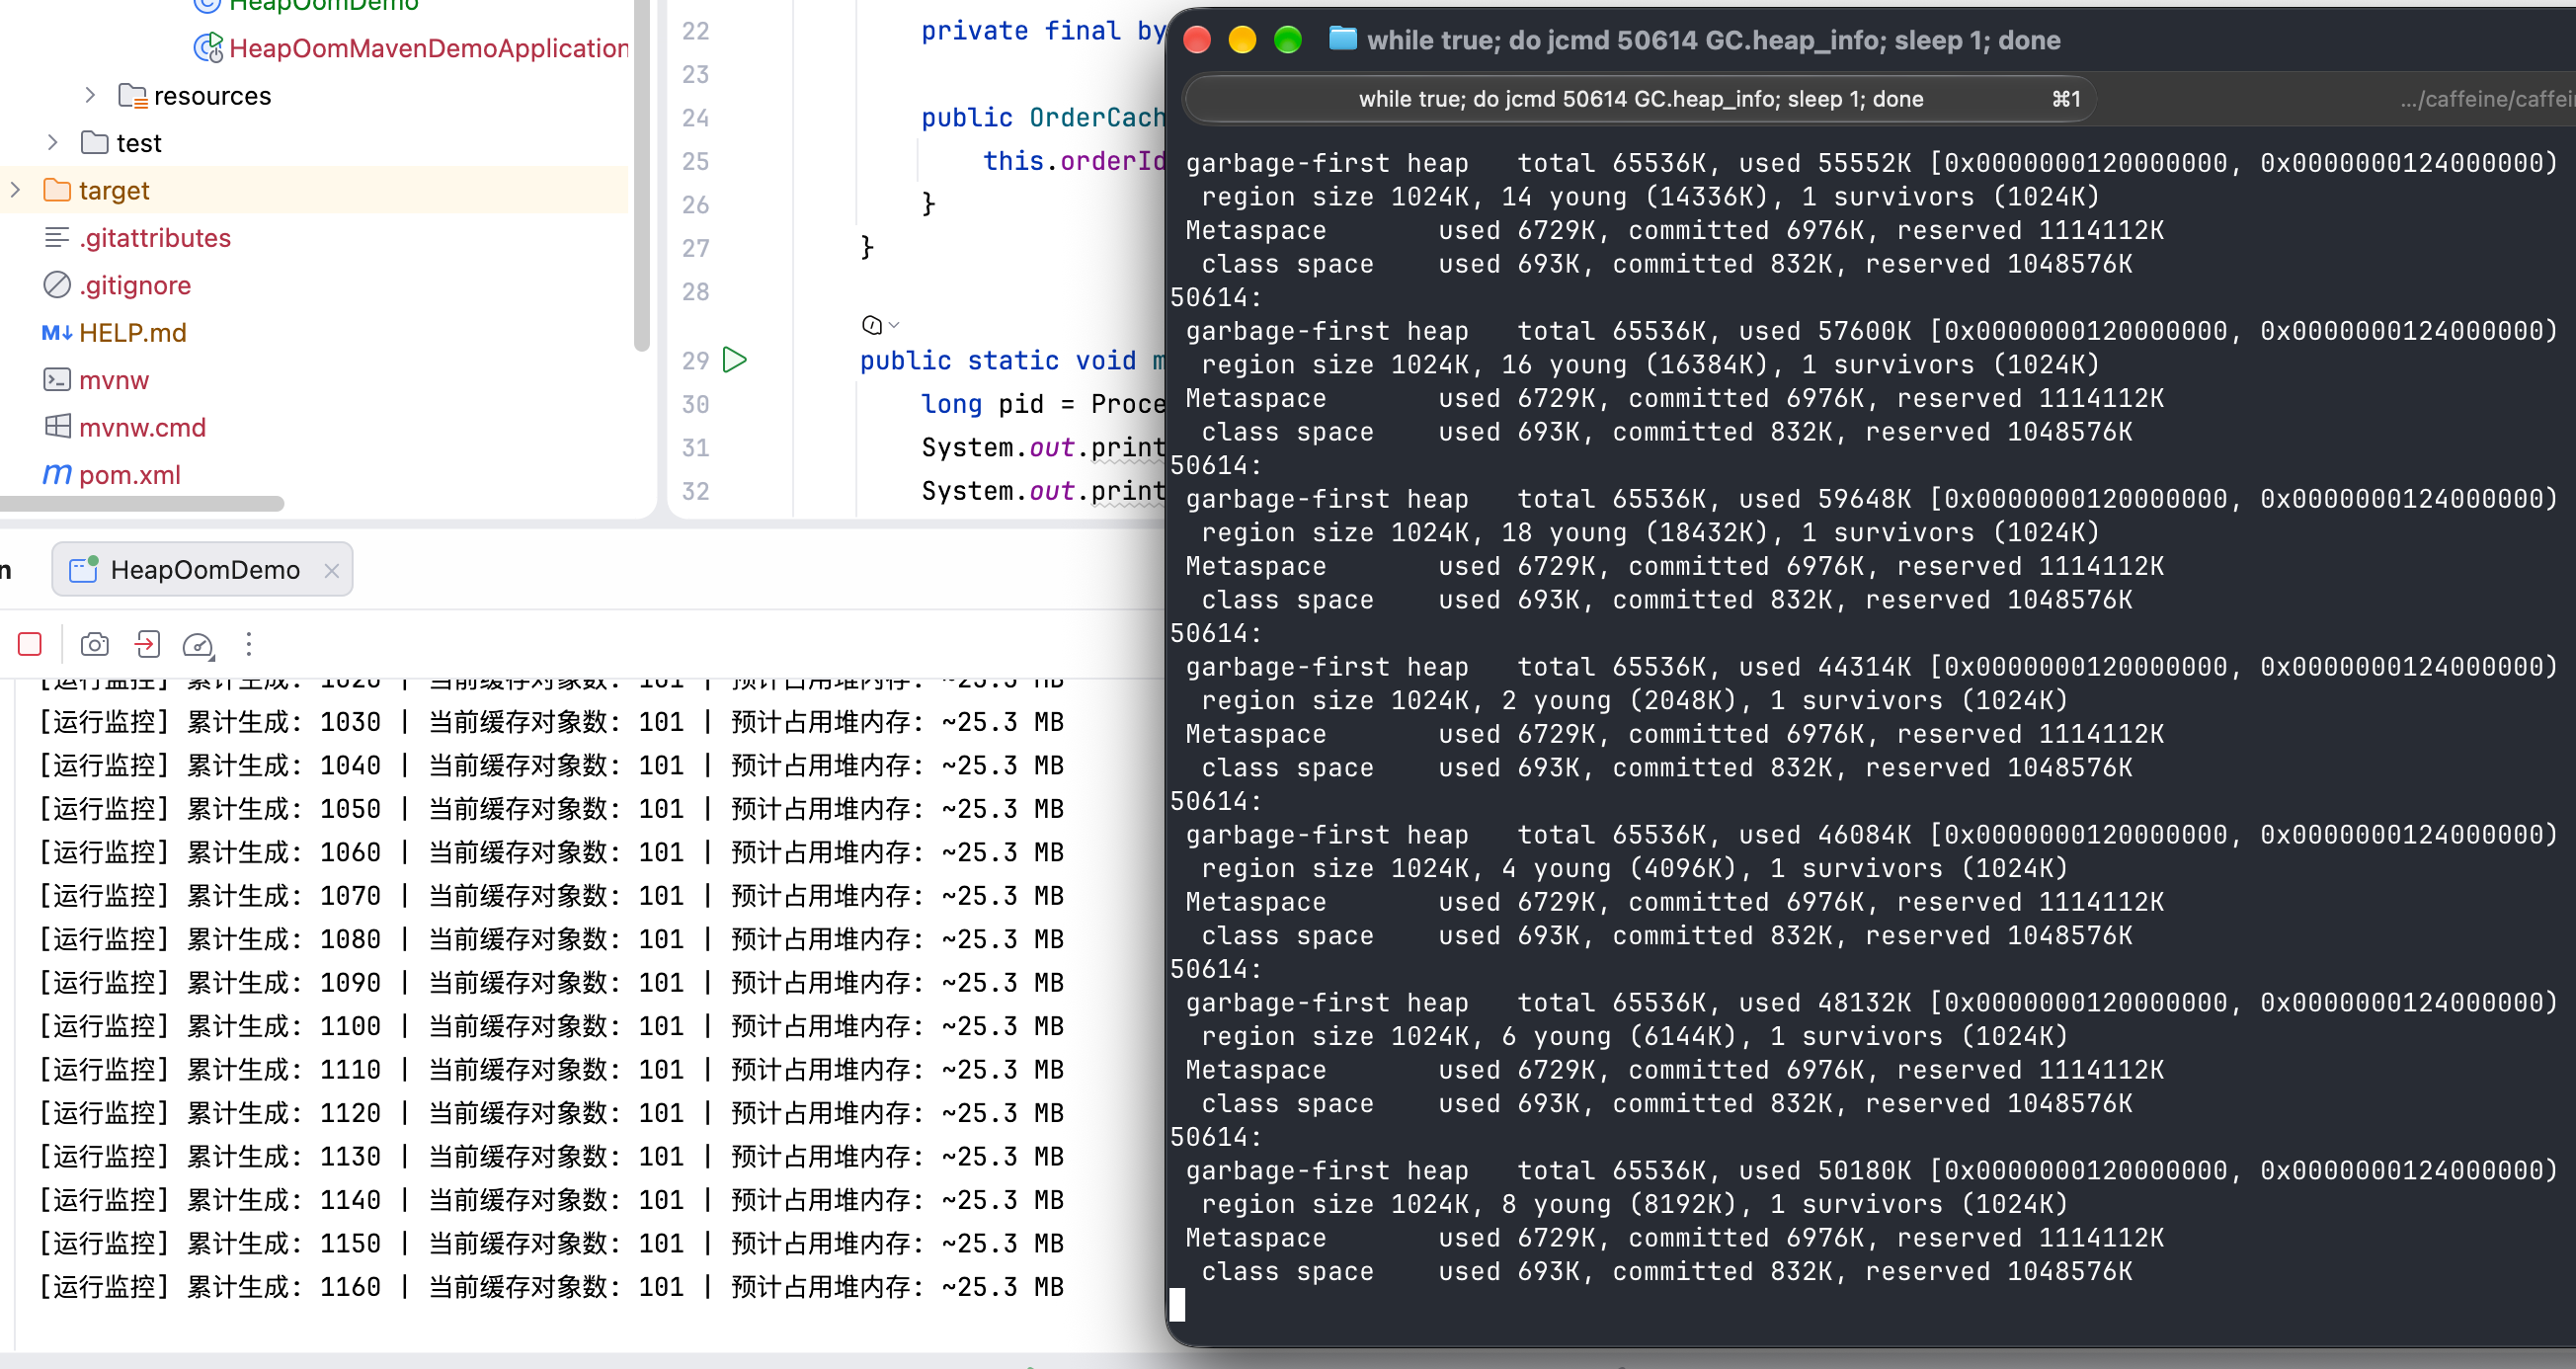 HeapOomDemo
HeapOomMavenDemoApplication
resources
test
target
.gitattributes
.gitignore
M↓ HELP.md
mvnw
mvnw.cmd
m pom.xml
22 private final by
23
24 public OrderCach
25 this.orderId
26 }
27 }
28
29 public static void m
30 long pid = Proce
31 System.out.print
32 System.out.print
n HeapOomDemo
[运行监控] 累计生成: 1020 | 当前缓存对象数: 101 | 预计占用堆内存: ~25.3 MB
[运行监控] 累计生成: 1030 | 当前缓存对象数: 101 | 预计占用堆内存: ~25.3 MB
[运行监控] 累计生成: 1040 | 当前缓存对象数: 101 | 预计占用堆内存: ~25.3 MB
[运行监控] 累计生成: 1050 | 当前缓存对象数: 101 | 预计占用堆内存: ~25.3 MB
[运行监控] 累计生成: 1060 | 当前缓存对象数: 101 | 预计占用堆内存: ~25.3 MB
[运行监控] 累计生成: 1070 | 当前缓存对象数: 101 | 预计占用堆内存: ~25.3 MB
[运行监控] 累计生成: 1080 | 当前缓存对象数: 101 | 预计占用堆内存: ~25.3 MB
[运行监控] 累计生成: 1090 | 当前缓存对象数: 101 | 预计占用堆内存: ~25.3 MB
[运行监控] 累计生成: 1100 | 当前缓存对象数: 101 | 预计占用堆内存: ~25.3 MB
[运行监控] 累计生成: 1110 | 当前缓存对象数: 101 | 预计占用堆内存: ~25.3 MB
[运行监控] 累计生成: 1120 | 当前缓存对象数: 101 | 预计占用堆内存: ~25.3 MB
[运行监控] 累计生成: 1130 | 当前缓存对象数: 101 | 预计占用堆内存: ~25.3 MB
[运行监控] 累计生成: 1140 | 当前缓存对象数: 101 | 预计占用堆内存: ~25.3 MB
[运行监控] 累计生成: 1150 | 当前缓存对象数: 101 | 预计占用堆内存: ~25.3 MB
[运行监控] 累计生成: 1160 | 当前缓存对象数: 101 | 预计占用堆内存: ~25.3 MB
while true; do jcmd 50614 GC.heap_info; sleep 1; done
while true; do jcmd 50614 GC.heap_info; sleep 1; done ⌘1 .../caffeine/caffei
garbage-first heap total 65536K, used 55552K [0x0000000120000000, 0x0000000124000000)
region size 1024K, 14 young (14336K), 1 survivors (1024K)
Metaspace used 6729K, committed 6976K, reserved 1114112K
class space used 693K, committed 832K, reserved 1048576K
50614:
garbage-first heap total 65536K, used 57600K [0x0000000120000000, 0x0000000124000000)
region size 1024K, 16 young (16384K), 1 survivors (1024K)
Metaspace used 6729K, committed 6976K, reserved 1114112K
class space used 693K, committed 832K, reserved 1048576K
50614:
garbage-first heap total 65536K, used 59648K [0x0000000120000000, 0x0000000124000000)
region size 1024K, 18 young (18432K), 1 survivors (1024K)
Metaspace used 6729K, committed 6976K, reserved 1114112K
class space used 693K, committed 832K, reserved 1048576K
50614:
garbage-first heap total 65536K, used 44314K [0x0000000120000000, 0x0000000124000000)
region size 1024K, 2 young (2048K), 1 survivors (1024K)
Metaspace used 6729K, committed 6976K, reserved 1114112K
class space used 693K, committed 832K, reserved 1048576K
50614:
garbage-first heap total 65536K, used 46084K [0x0000000120000000, 0x0000000124000000)
region size 1024K, 4 young (4096K), 1 survivors (1024K)
Metaspace used 6729K, committed 6976K, reserved 1114112K
class space used 693K, committed 832K, reserved 1048576K
50614:
garbage-first heap total 65536K, used 48132K [0x0000000120000000, 0x0000000124000000)
region size 1024K, 6 young (6144K), 1 survivors (1024K)
Metaspace used 6729K, committed 6976K, reserved 1114112K
class space used 693K, committed 832K, reserved 1048576K
50614:
garbage-first heap total 65536K, used 50180K [0x0000000120000000, 0x0000000124000000)
region size 1024K, 8 young (8192K), 1 survivors (1024K)
Metaspace used 6729K, committed 6976K, reserved 1114112K
class space used 693K, committed 832K, reserved 1048576K